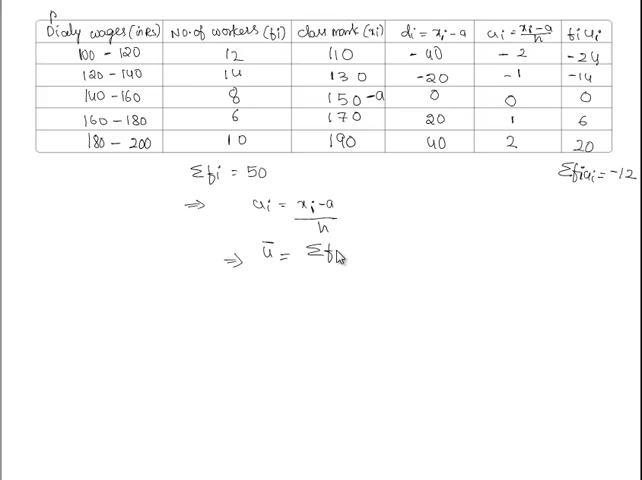 P
Dialy wages (in Rs) No. of workers (fi) class mark (xi) di = xi - a ui = xi-a/h fiui
100 - 120 12 110 - 40 - 2 -24
120 - 140 14 130 -20 -1 -14
140 -160 8 150 -a 0 0 0
160 -180 6 170 20 1 6
180 - 200 10 190 40 2 20
Σfi = 50 Σfiui = -12
⇒ ui = xi-a/h
⇒ ū = Σf